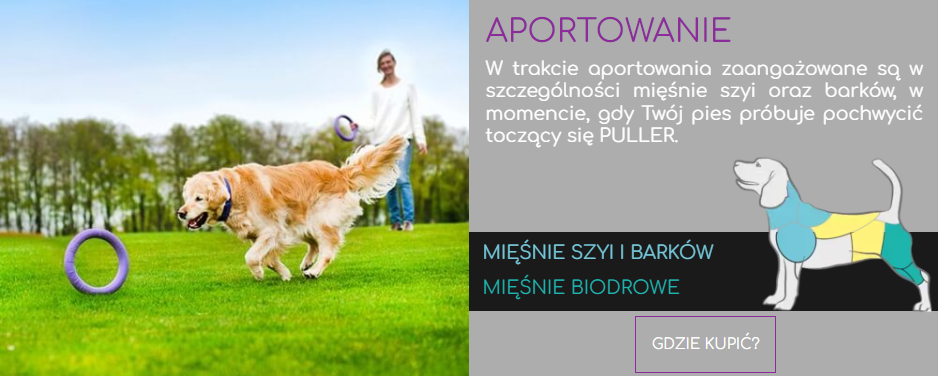 APORTOWANIE
W trakcie aportowania zaangażowane są w
szczególności mięśnie szyi oraz barków, w
momencie, gdy Twój pies próbuje pochwycić
toczący się PULLER.
MIĘŚNIE SZYI I BARKÓW
MIĘŚNIE BIODROWE
GDZIE KUPIĆ?